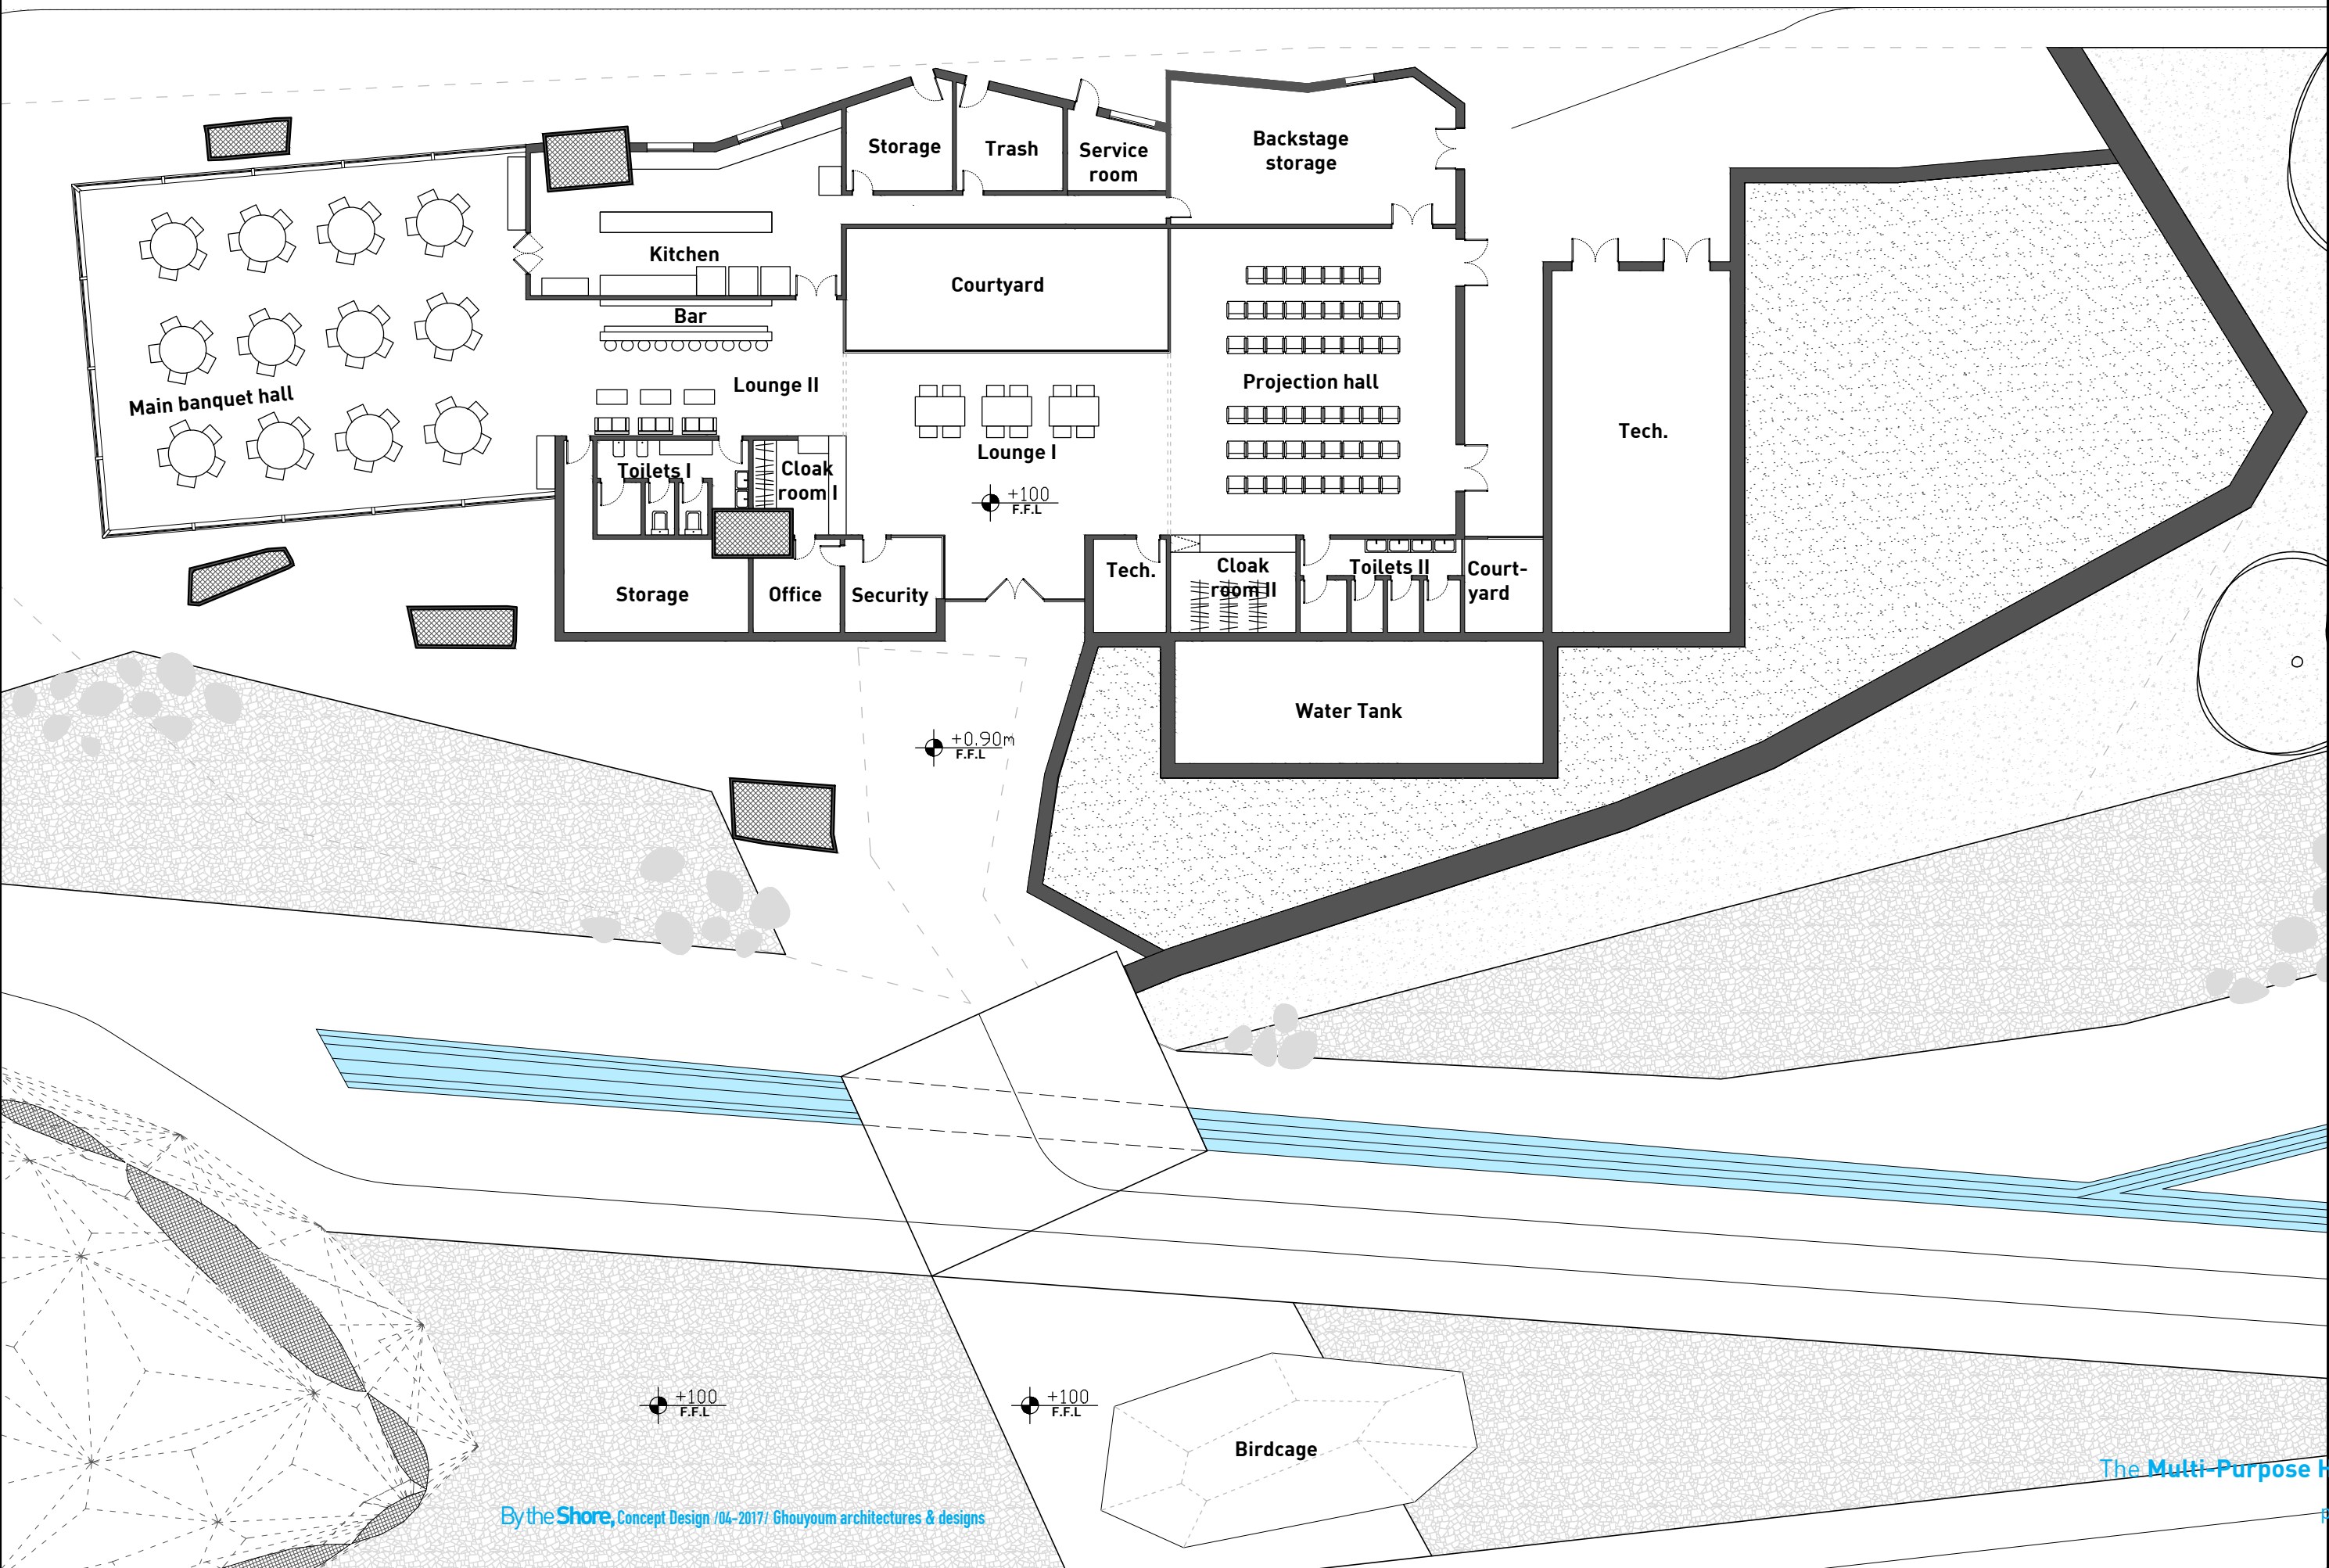 Storage
Trash
Service
room
Backstage
storage
Kitchen
Courtyard
Bar
Main banquet hall
Lounge II
Projection hall
Lounge I
Tech.
Toilets I
Cloak
room I
+100
F.F.L
Storage
Office
Security
Tech.
Cloak
room II
Toilets II
Court-
yard
Water Tank
+0.90m
F.F.L
+100
F.F.L
+100
F.F.L
Birdcage
The Multi-Purpose
By the Shore, Concept Design /04-2017/ Ghouyoum architectures & designs